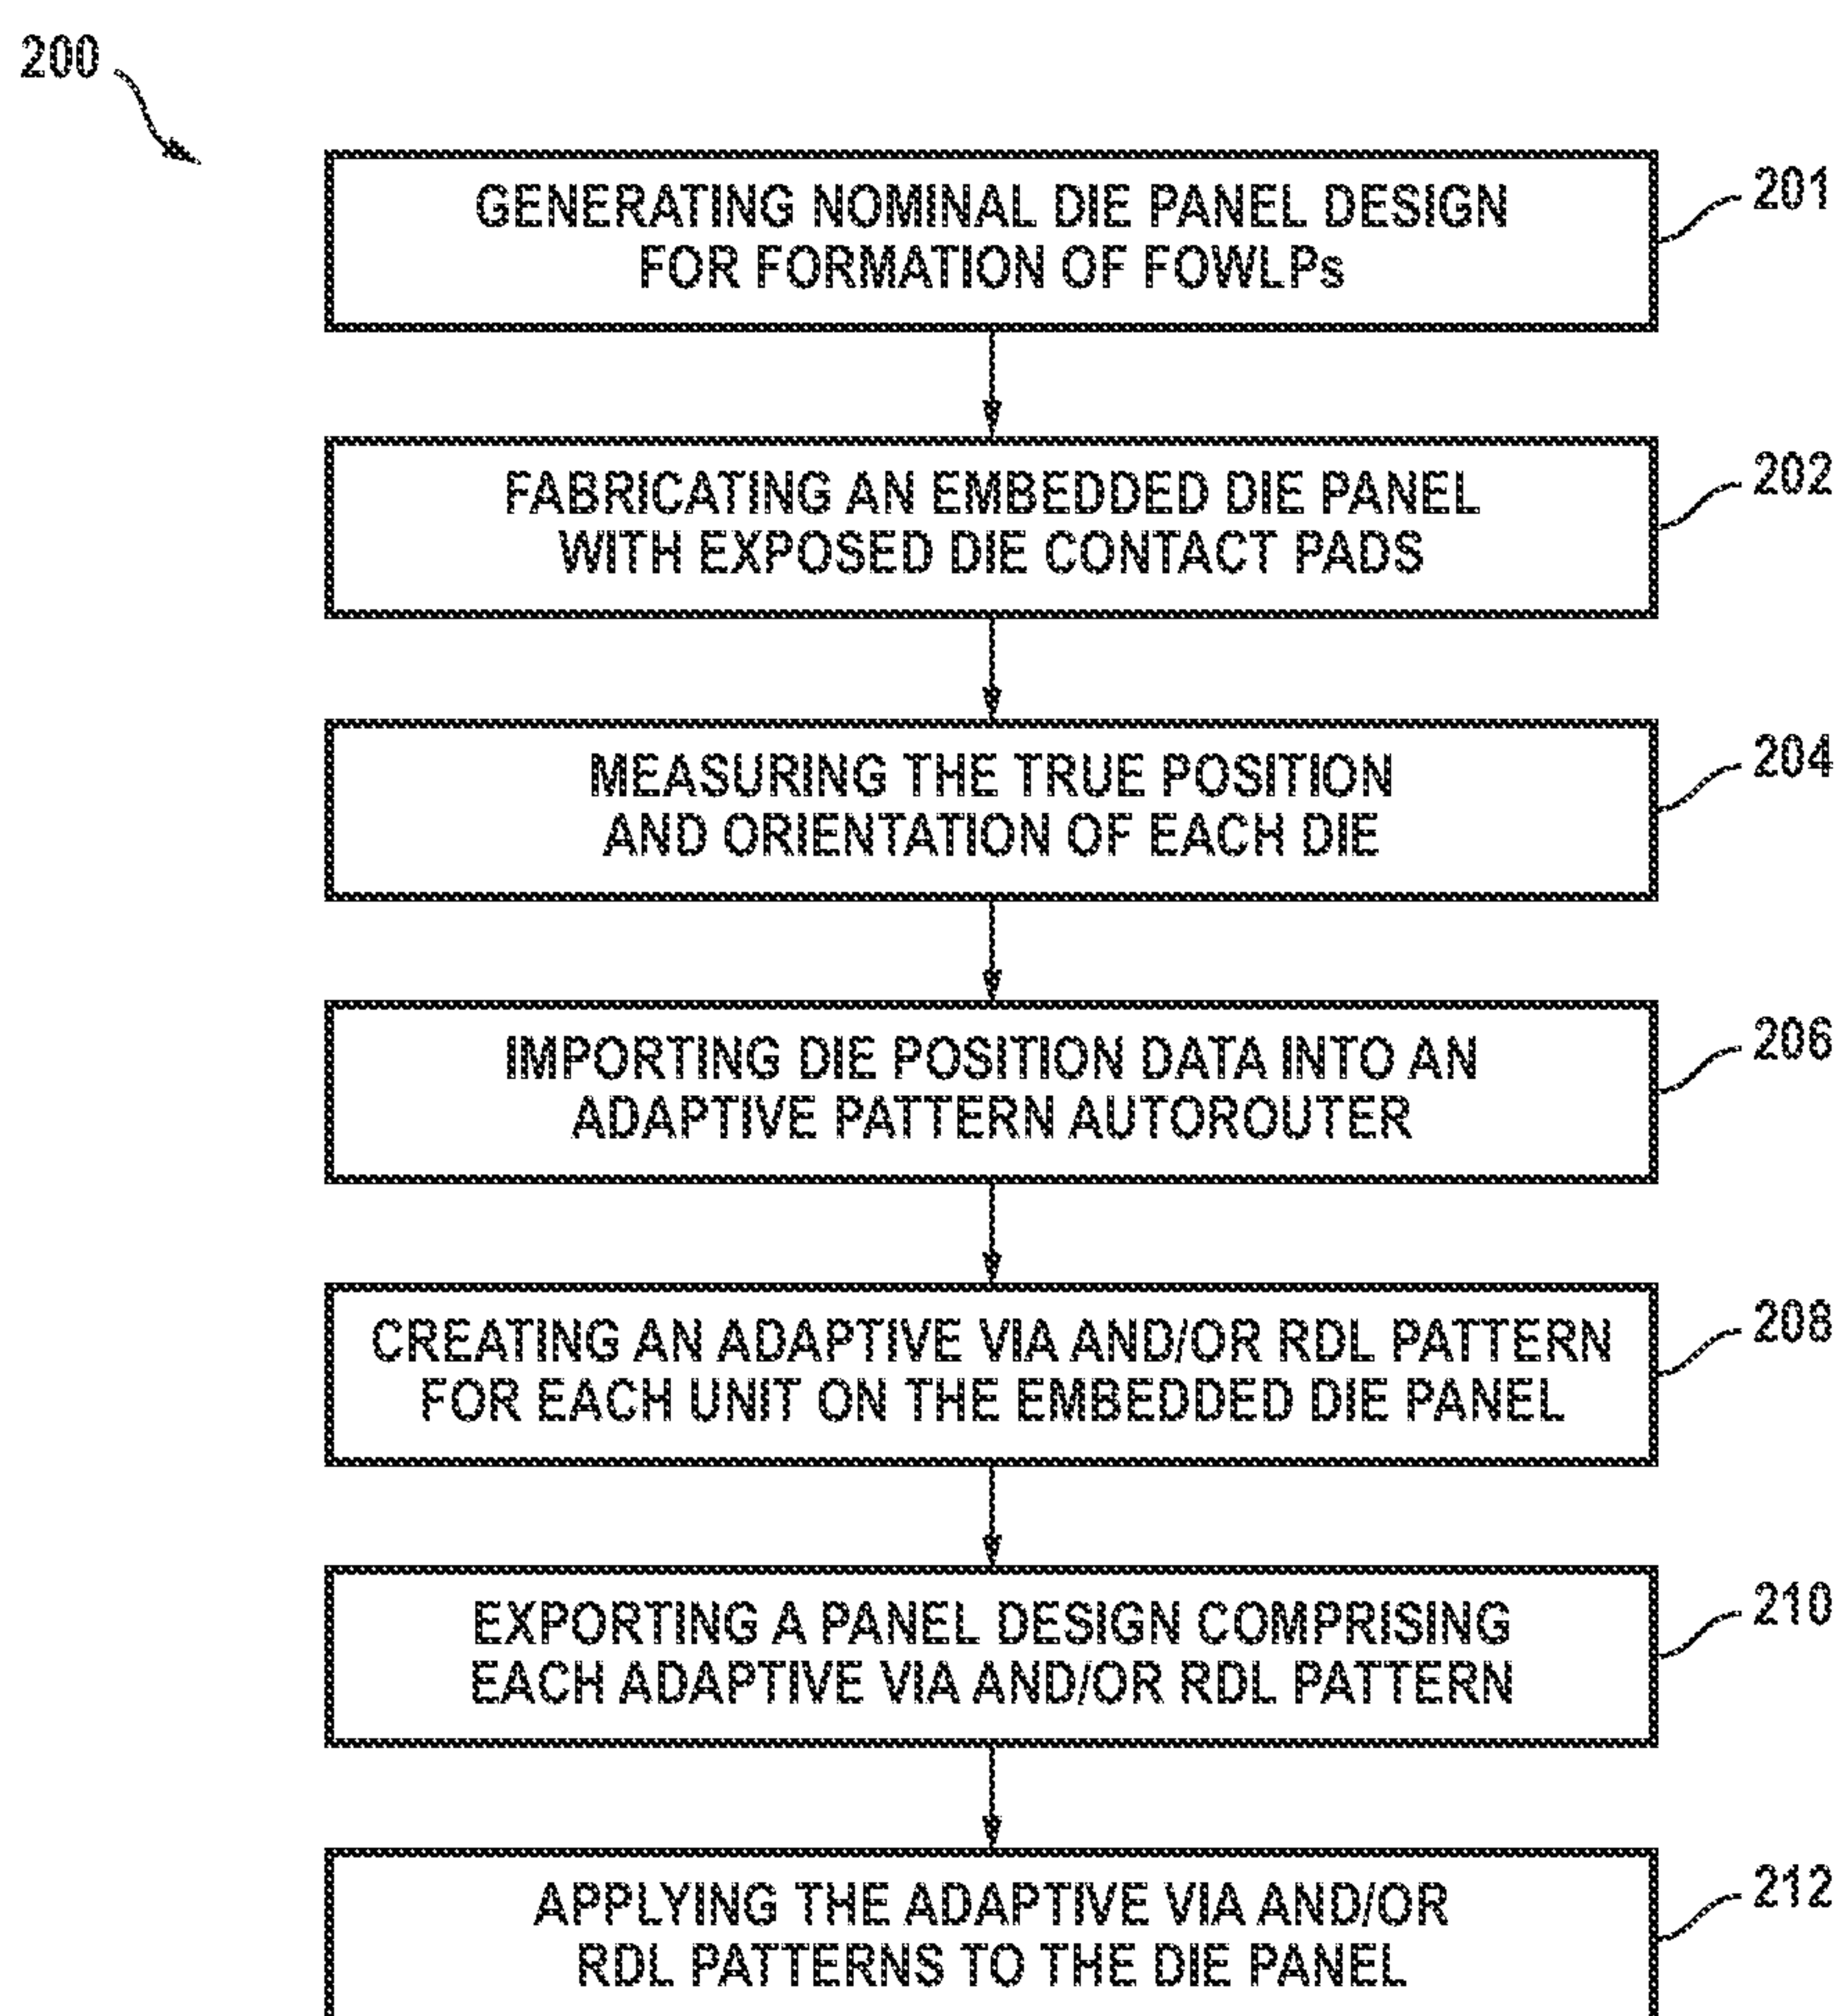 200
GENERATING NOMINAL DIE PANEL DESIGN
FOR FORMATION OF FOWLPs
201
FABRICATING AN EMBEDDED DIE PANEL
WITH EXPOSED DIE CONTACT PADS
202
MEASURING THE TRUE POSITION
AND ORIENTATION OF EACH DIE
204
IMPORTING DIE POSITION DATA INTO AN
ADAPTIVE PATTERN AUTOROUTER
206
CREATING AN ADAPTIVE VIA AND/OR RDL PATTERN
FOR EACH UNIT ON THE EMBEDDED DIE PANEL
208
EXPORTING A PANEL DESIGN COMPRISING
EACH ADAPTIVE VIA AND/OR RDL PATTERN
210
APPLYING THE ADAPTIVE VIA AND/OR
RDL PATTERNS TO THE DIE PANEL
212